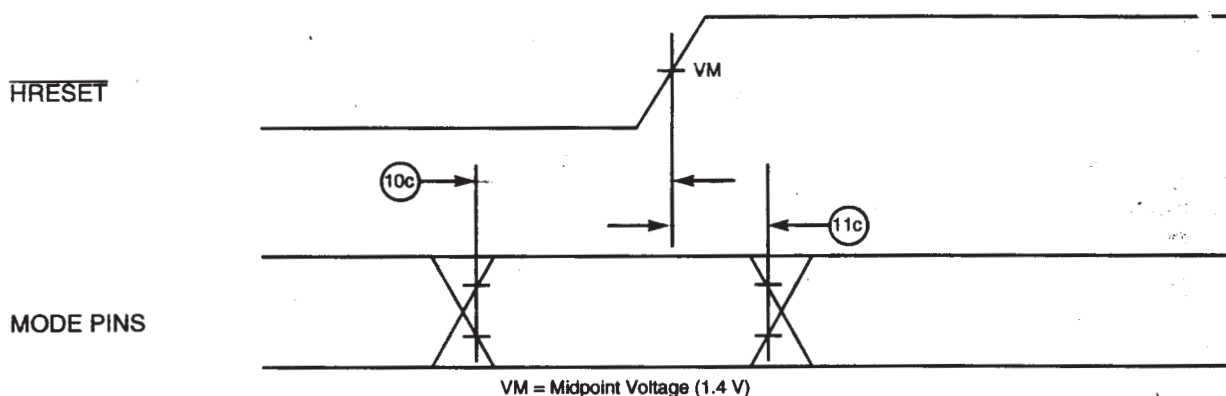 VM
HRESET
10c
11c
MODE PINS
VM = Midpoint Voltage (1.4 V)